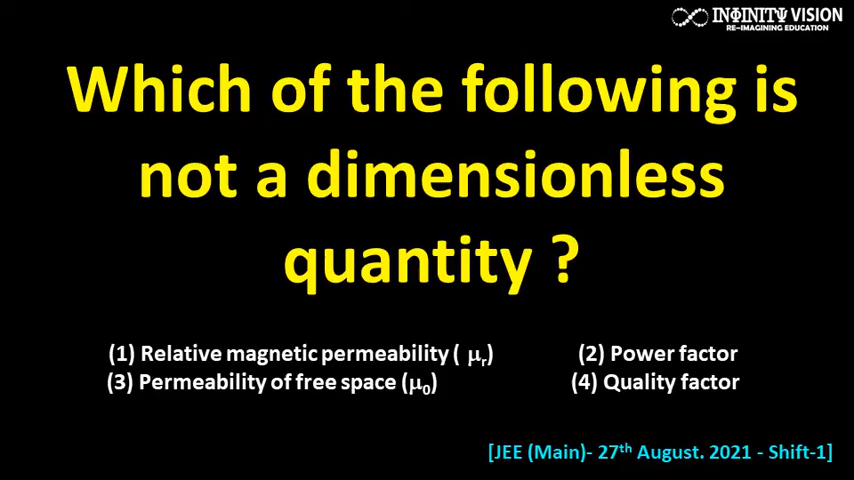 INFINITY VISION
RE-IMAGINING EDUCATION
Which of the following is
not a dimensionless
quantity ?
(1) Relative magnetic permeability ( μᵣ) (2) Power factor
(3) Permeability of free space (μ₀) (4) Quality factor
[JEE (Main)- 27ᵗʰ August. 2021 - Shift-1]